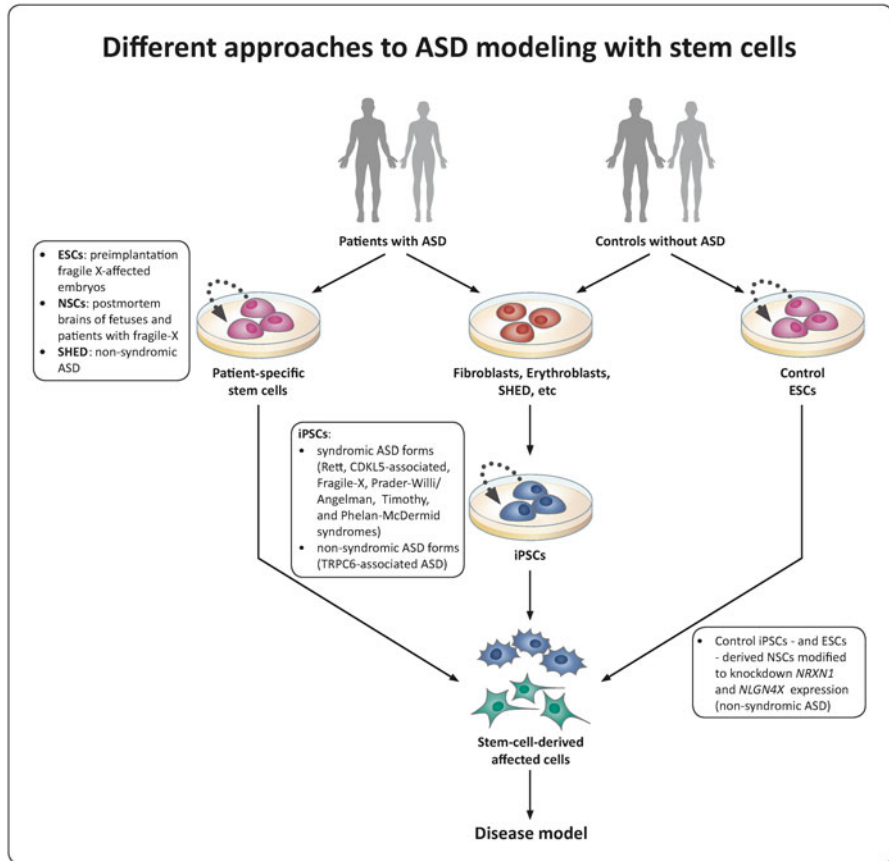 Different approaches to ASD modeling with stem cells
Patients with ASD
Controls without ASD
• ESCs: preimplantation
fragile X-affected
embryos
• NSCs: postmortem
brains of fetuses and
patients with fragile-X
• SHED: non-syndromic
ASD
Patient-specific
stem cells
Fibroblasts, Erythroblasts,
SHED, etc
Control
ESCs
iPSCs:
• syndromic ASD forms
(Rett, CDKL5-associated,
Fragile-X, Prader-Willi/
Angelman, Timothy,
and Phelan-McDermid
syndromes)
• non-syndromic ASD forms
(TRPC6-associated ASD)
iPSCs
• Control iPSCs - and ESCs
- derived NSCs modified
to knockdown NRXN1
and NLGN4X expression
(non-syndromic ASD)
Stem-cell-derived
affected cells
Disease model